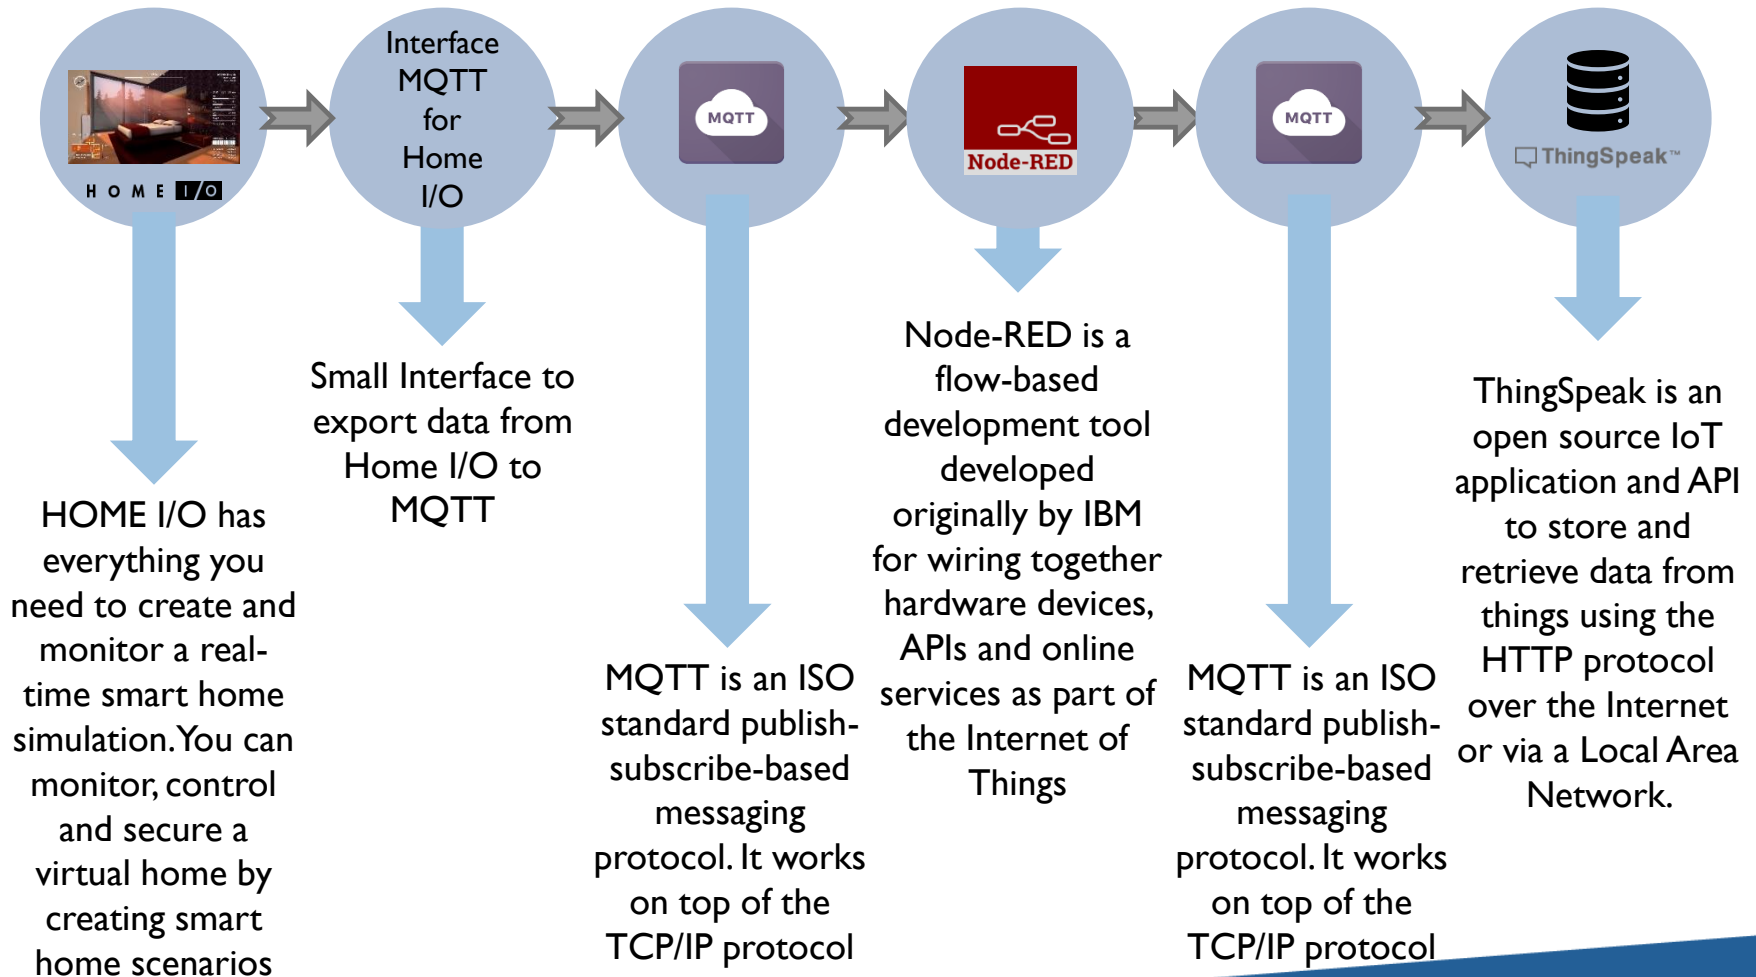 HOME I/O
Interface
MQTT
for
Home
I/O
MQTT
Node-RED
MQTT
ThingSpeak™
HOME I/O has
everything you
need to create and
monitor a real-
time smart home
simulation. You can
monitor, control
and secure a
virtual home by
creating smart
home scenarios
Small Interface to
export data from
Home I/O to
MQTT
MQTT is an ISO
standard publish-
subscribe-based
messaging
protocol. It works
on top of the
TCP/IP protocol
Node-RED is a
flow-based
development tool
developed
originally by IBM
for wiring together
hardware devices,
APIs and online
services as part of
the Internet of
Things
MQTT is an ISO
standard publish-
subscribe-based
messaging
protocol. It works
on top of the
TCP/IP protocol
ThingSpeak is an
open source IoT
application and API
to store and
retrieve data from
things using the
HTTP protocol
over the Internet
or via a Local Area
Network.